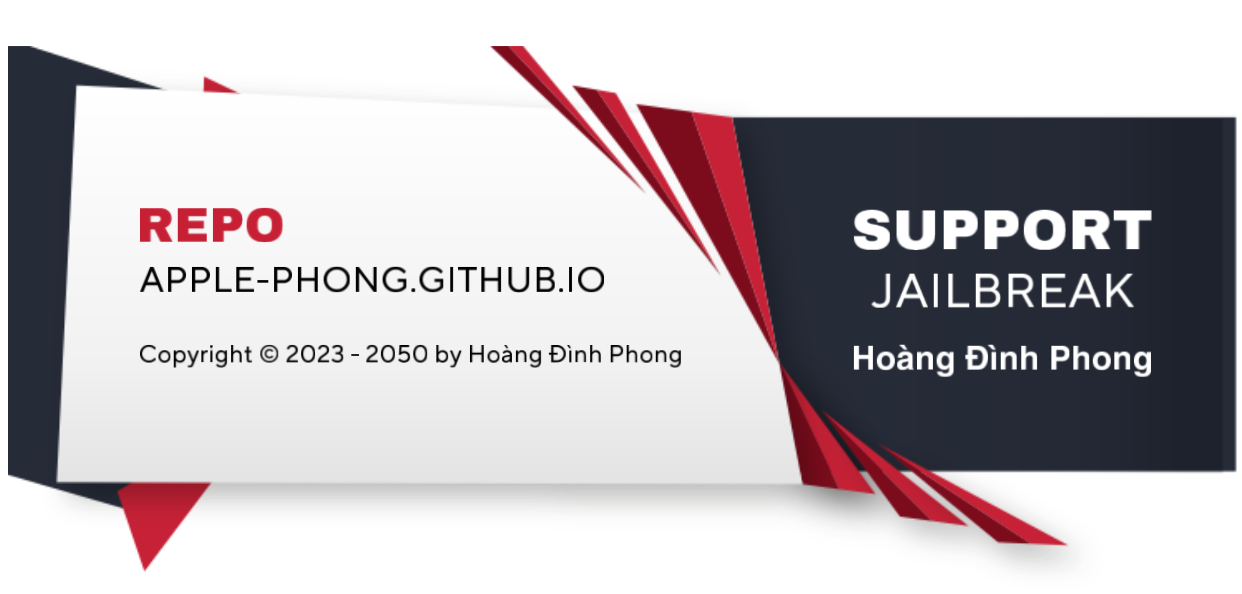 REPO
APPLE-PHONG.GITHUB.IO
Copyright © 2023 - 2050 by Hoàng Đình Phong
SUPPORT
JAILBREAK
Hoàng Đình Phong